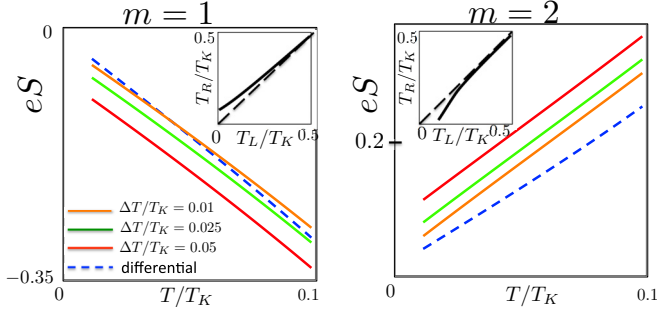 m = 1
0
eS
0.5
T_R/T_K
0
T_L/T_K
0.5
ΔT/T_K = 0.01
ΔT/T_K = 0.025
ΔT/T_K = 0.05
differential
−0.35
0
T/T_K
0.1
m = 2
eS
0.2
0.5
T_R/T_K
0
T_L/T_K
0.5
0
T/T_K
0.1